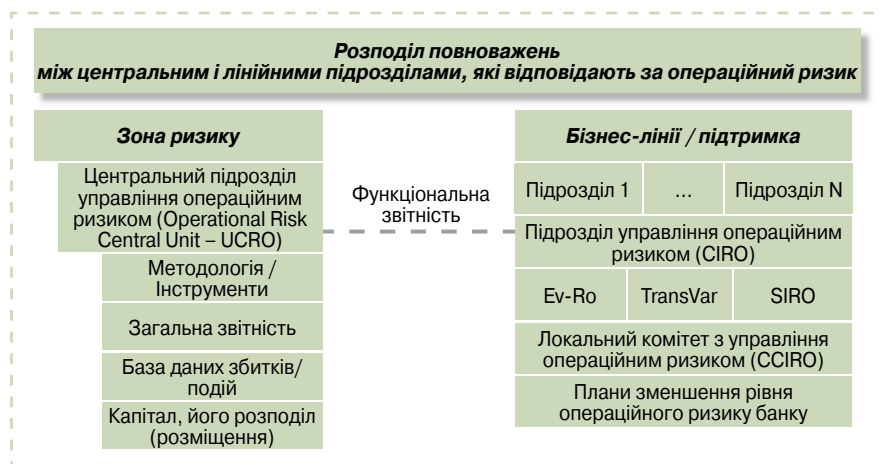 Розподіл повноважень
між центральним і лінійними підрозділами, які відповідають за операційний ризик
Зона ризику
Центральний підрозділ
управління операційним
ризиком (Operational Risk
Central Unit – UCRO)
Методологія /
Інструменти
Загальна звітність
База даних збитків/
подій
Капітал, його розподіл
(розміщення)
Функціональна
звітність
Бізнес-лінії / підтримка
Підрозділ 1
...
Підрозділ N
Підрозділ управління операційним
ризиком (CIRO)
Ev-Ro
TransVar
SIRO
Локальний комітет з управління
операційним ризиком (CCIRO)
Плани зменшення рівня
операційного ризику банку